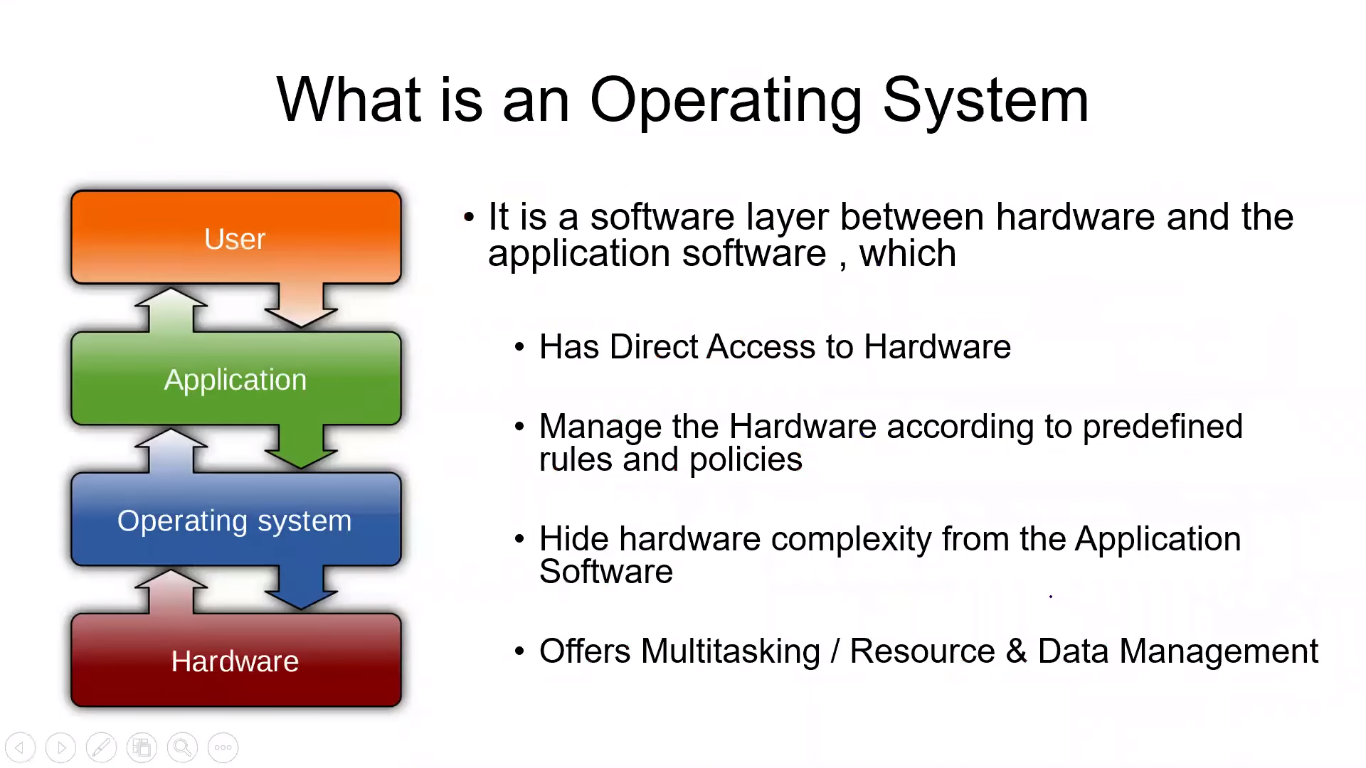 What is an Operating System
User
Application
Operating system
Hardware
• It is a software layer between hardware and the
application software , which
• Has Direct Access to Hardware
• Manage the Hardware according to predefined
rules and policies
• Hide hardware complexity from the Application
Software
• Offers Multitasking / Resource & Data Management